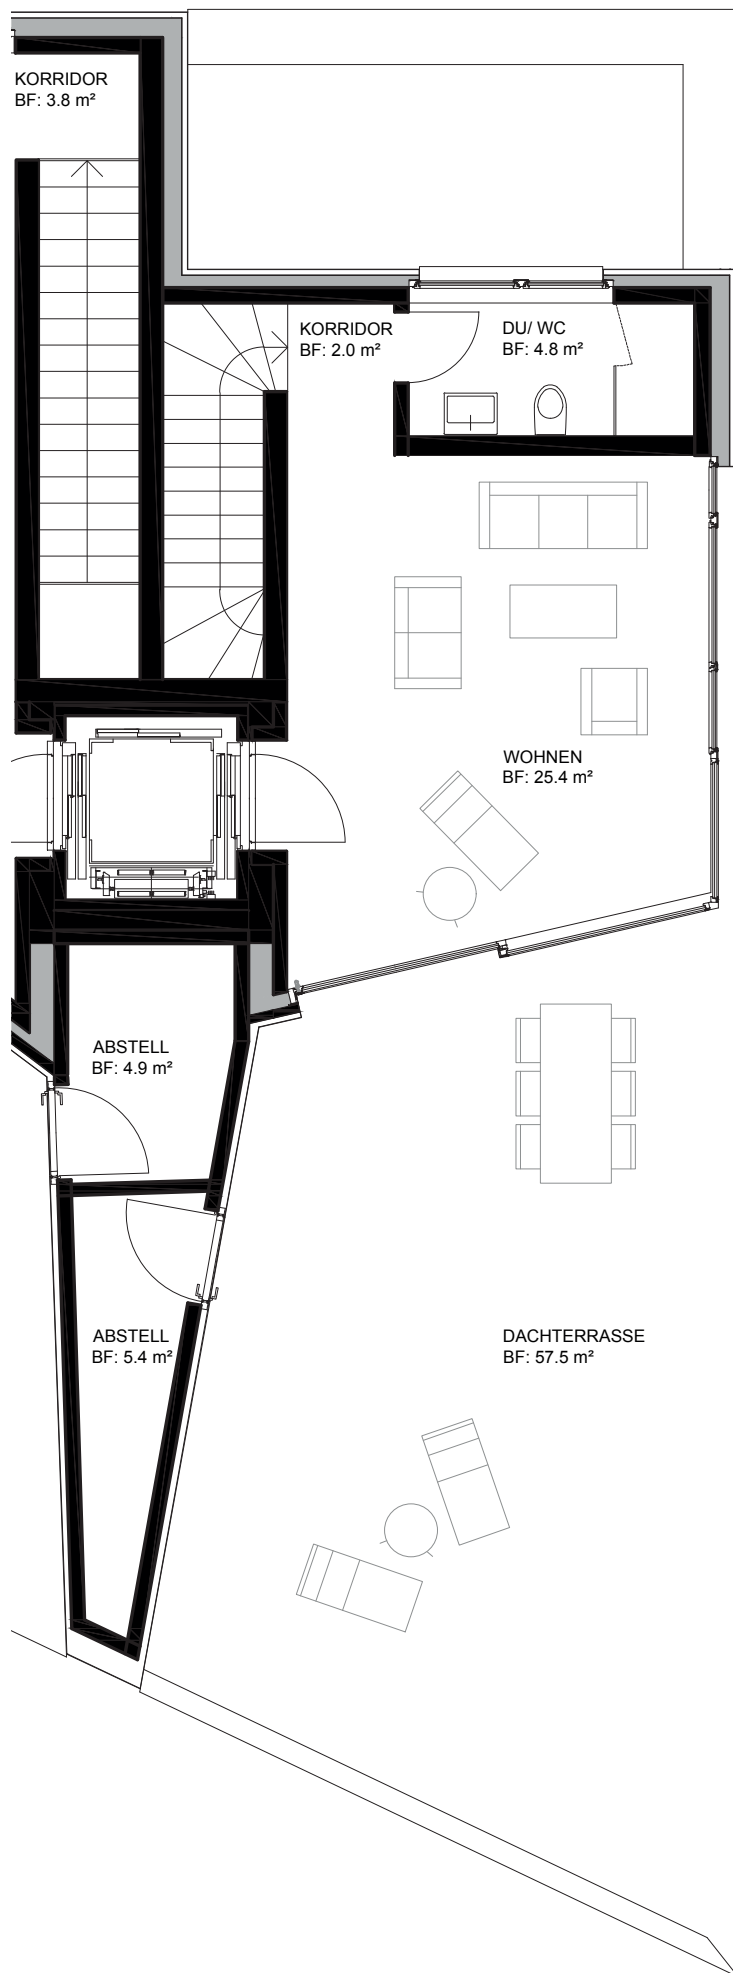 KORRIDOR
BF: 3.8 m²
KORRIDOR
BF: 2.0 m²
DU/ WC
BF: 4.8 m²
WOHNEN
BF: 25.4 m²
ABSTELL
BF: 4.9 m²
ABSTELL
BF: 5.4 m²
DACHTERRASSE
BF: 57.5 m²